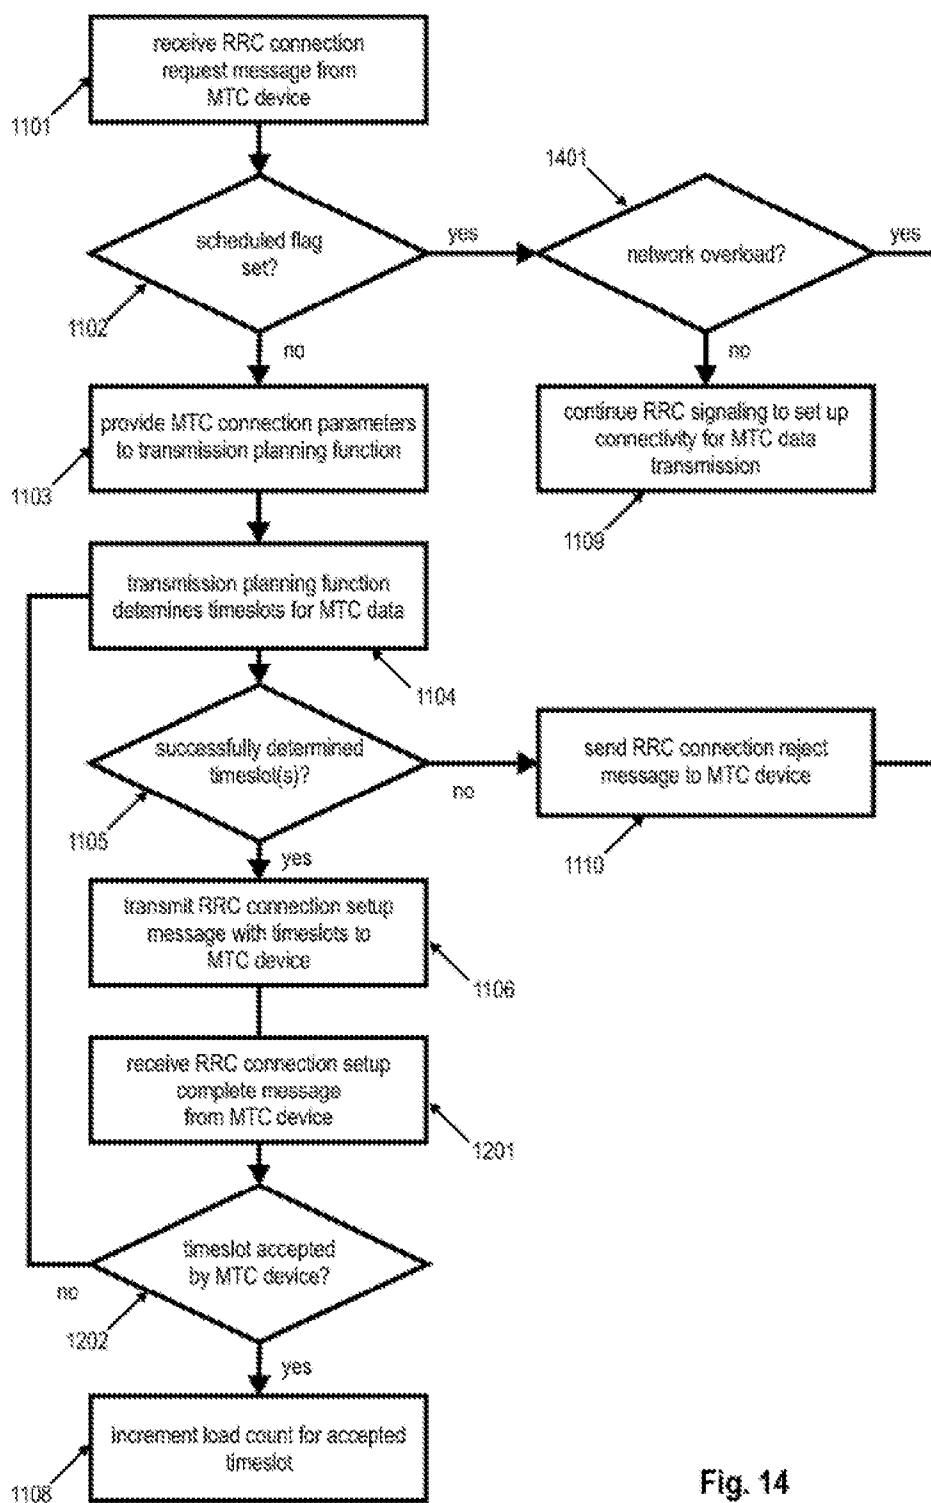 receive RRC connection
request message from
MTC device
1101
1401
scheduled flag
set?
yes
network overload?
yes
1102
no
no
provide MTC connection parameters
to transmission planning function
continue RRC signaling to set up
connectivity for MTC data
transmission
1103
1109
transmission planning function
determines timeslots for MTC data
1104
successfully determined
timeslot(s)?
no
send RRC connection reject
message to MTC device
1105
yes
1110
transmit RRC connection setup
message with timeslots to
MTC device
1106
receive RRC connection setup
complete message
from MTC device
1201
timeslot accepted
by MTC device?
no
1202
yes
increment load count for accepted
timeslot
1108
Fig. 14